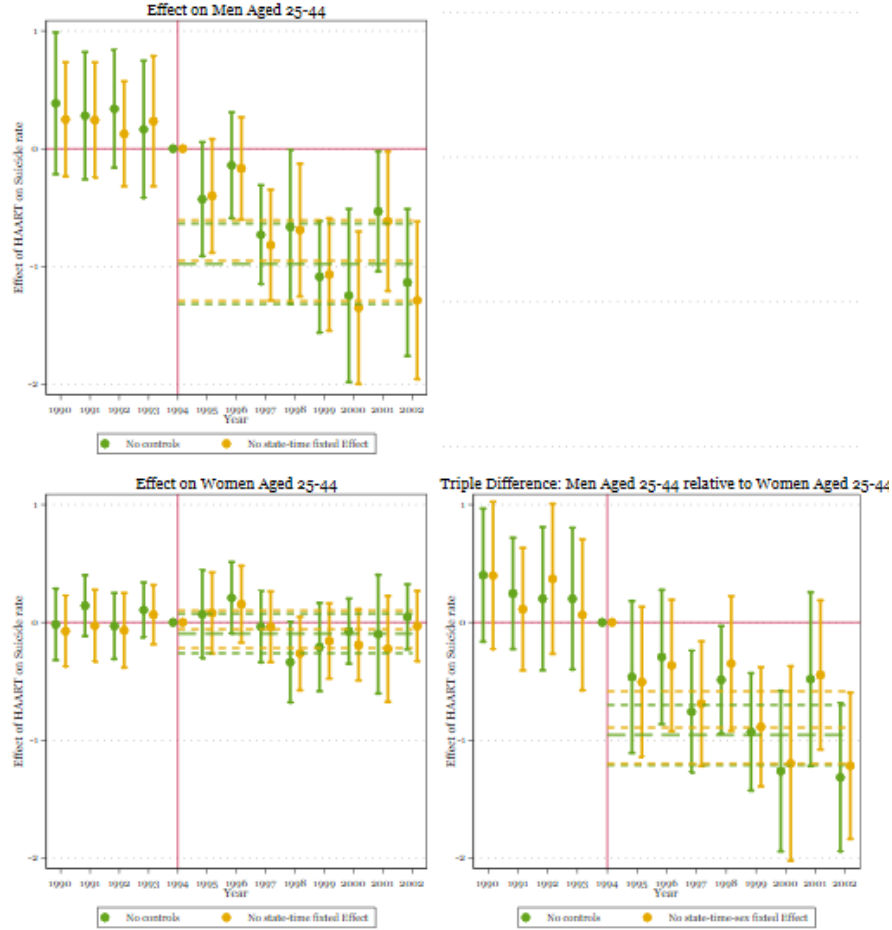 Effect on Men Aged 25-44
Effect of HAART on Suicide rate
1
0
-1
-2
1990 1991 1992 1993 1994 1995 1996 1997 1998 1999 2000 2001 2002
Year
No controls No state-time fixted Effect
Effect on Women Aged 25-44
Effect of HAART on Suicide rate
1
0
-1
-2
1990 1991 1992 1993 1994 1995 1996 1997 1998 1999 2000 2001 2002
No controls No state-time fixted Effect
Triple Difference: Men Aged 25-44 relative to Women Aged 25-44
Effect of HAART on Suicide rate
1
0
-1
-2
1990 1991 1992 1993 1994 1995 1996 1997 1998 1999 2000 2001 2002
No controls No state-time-sex fixted Effect